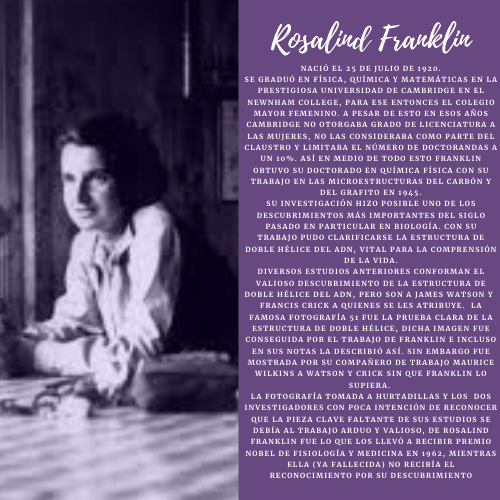 Rosalind Franklin
NACIÓ EL 25 DE JULIO DE 1920.
SE GRADUÓ EN FÍSICA, QUÍMICA Y MATEMÁTICAS EN LA
PRESTIGIOSA UNIVERSIDAD DE CAMBRIDGE EN EL
NEWNHAM COLLEGE, PARA ESE ENTONCES EL COLEGIO
MAYOR FEMENINO. A PESAR DE ESTO EN ESOS AÑOS
CAMBRIDGE NO OTORGABA GRADO DE LICENCIATURA A
LAS MUJERES, NO LAS CONSIDERABA COMO PARTE DEL
CLAUSTRO Y LIMITABA EL NÚMERO DE DOCTORANDAS A
UN 10%. ASÍ EN MEDIO DE TODO ESTO FRANKLIN
OBTUVO SU DOCTORADO EN QUÍMICA FÍSICA CON SU
TRABAJO EN LAS MICROESTRUCTURAS DEL CARBÓN Y
DEL GRAFITO EN 1945.
SU INVESTIGACIÓN HIZO POSIBLE UNO DE LOS
DESCUBRIMIENTOS MÁS IMPORTANTES DEL SIGLO
PASADO EN PARTICULAR EN BIOLOGÍA. CON SU
TRABAJO PUDO CLARIFICARSE LA ESTRUCTURA DE
DOBLE HÉLICE DEL ADN, VITAL PARA LA COMPRENSIÓN
DE LA VIDA.
DIVERSOS ESTUDIOS ANTERIORES CONFORMAN EL
VALIOSO DESCUBRIMIENTO DE LA ESTRUCTURA DE
DOBLE HÉLICE DEL ADN, PERO SON A JAMES WATSON Y
FRANCIS CRICK A QUIENES SE LES ATRIBUYE. LA
FAMOSA FOTOGRAFÍA 51 FUE LA PRUEBA CLARA DE LA
ESTRUCTURA DE DOBLE HÉLICE, DICHA IMAGEN FUE
CONSEGUIDA POR EL TRABAJO DE FRANKLIN E INCLUSO
EN SUS NOTAS LA DESCRIBIÓ ASÍ. SIN EMBARGO FUE
MOSTRADA POR SU COMPAÑERO DE TRABAJO MAURICE
WILKINS A WATSON Y CRICK SIN QUE FRANKLIN LO
SUPIERA.
LA FOTOGRAFÍA TOMADA A HURTADILLAS Y LOS DOS
INVESTIGADORES CON POCA INTENCIÓN DE RECONOCER
QUE LA PIEZA CLAVE FALTANTE DE SUS ESTUDIOS SE
DEBÍA AL TRABAJO ARDUO Y VALIOSO, DE ROSALIND
FRANKLIN FUE LO QUE LOS LLEVÓ A RECIBIR PREMIO
NOBEL DE FISIOLOGÍA Y MEDICINA EN 1962, MIENTRAS
ELLA (YA FALLECIDA) NO RECIBÍA EL
RECONOCIMIENTO POR SU DESCUBRIMIENTO